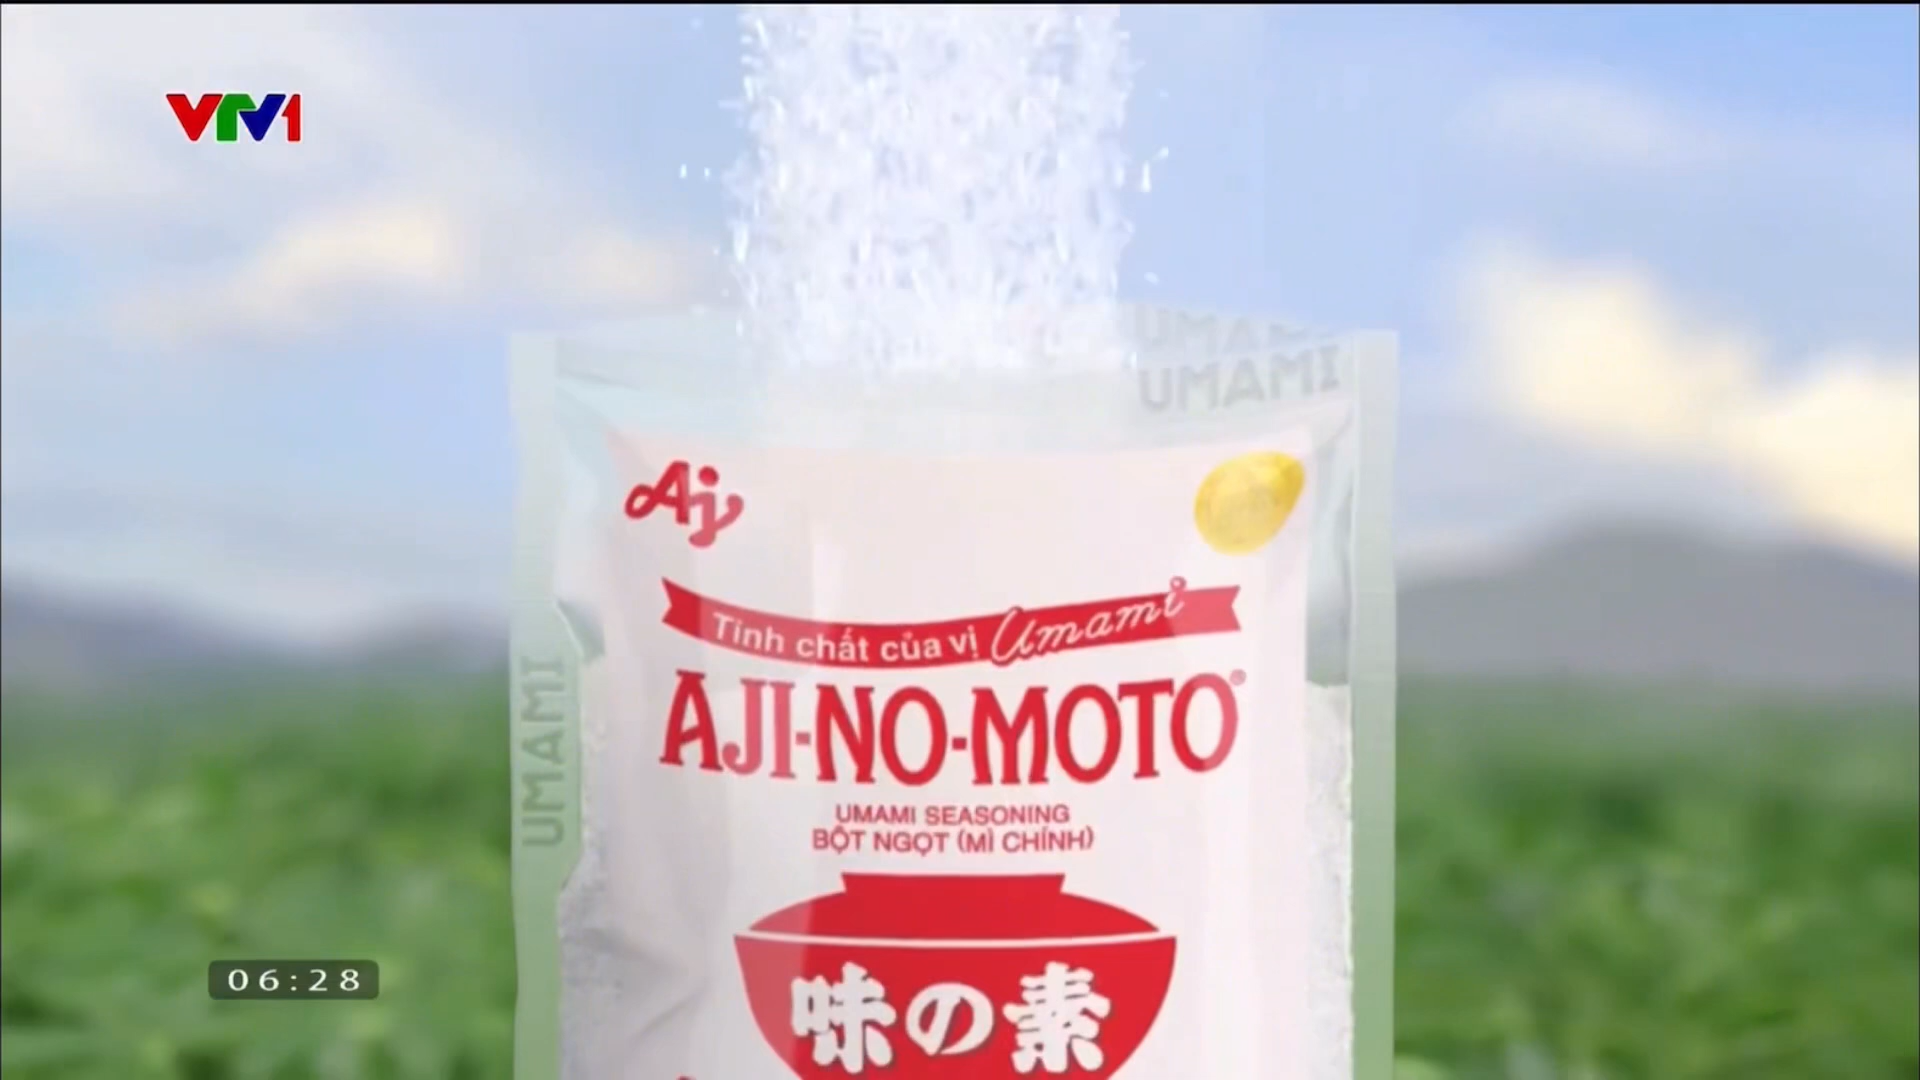 VTV1
UMAMI
UMAMI
Aj
Tinh chất của vị Umami
AJI-NO-MOTO®
UMAMI
UMAMI SEASONING
BỘT NGỌT (MÌ CHÍNH)
味の素
06:28